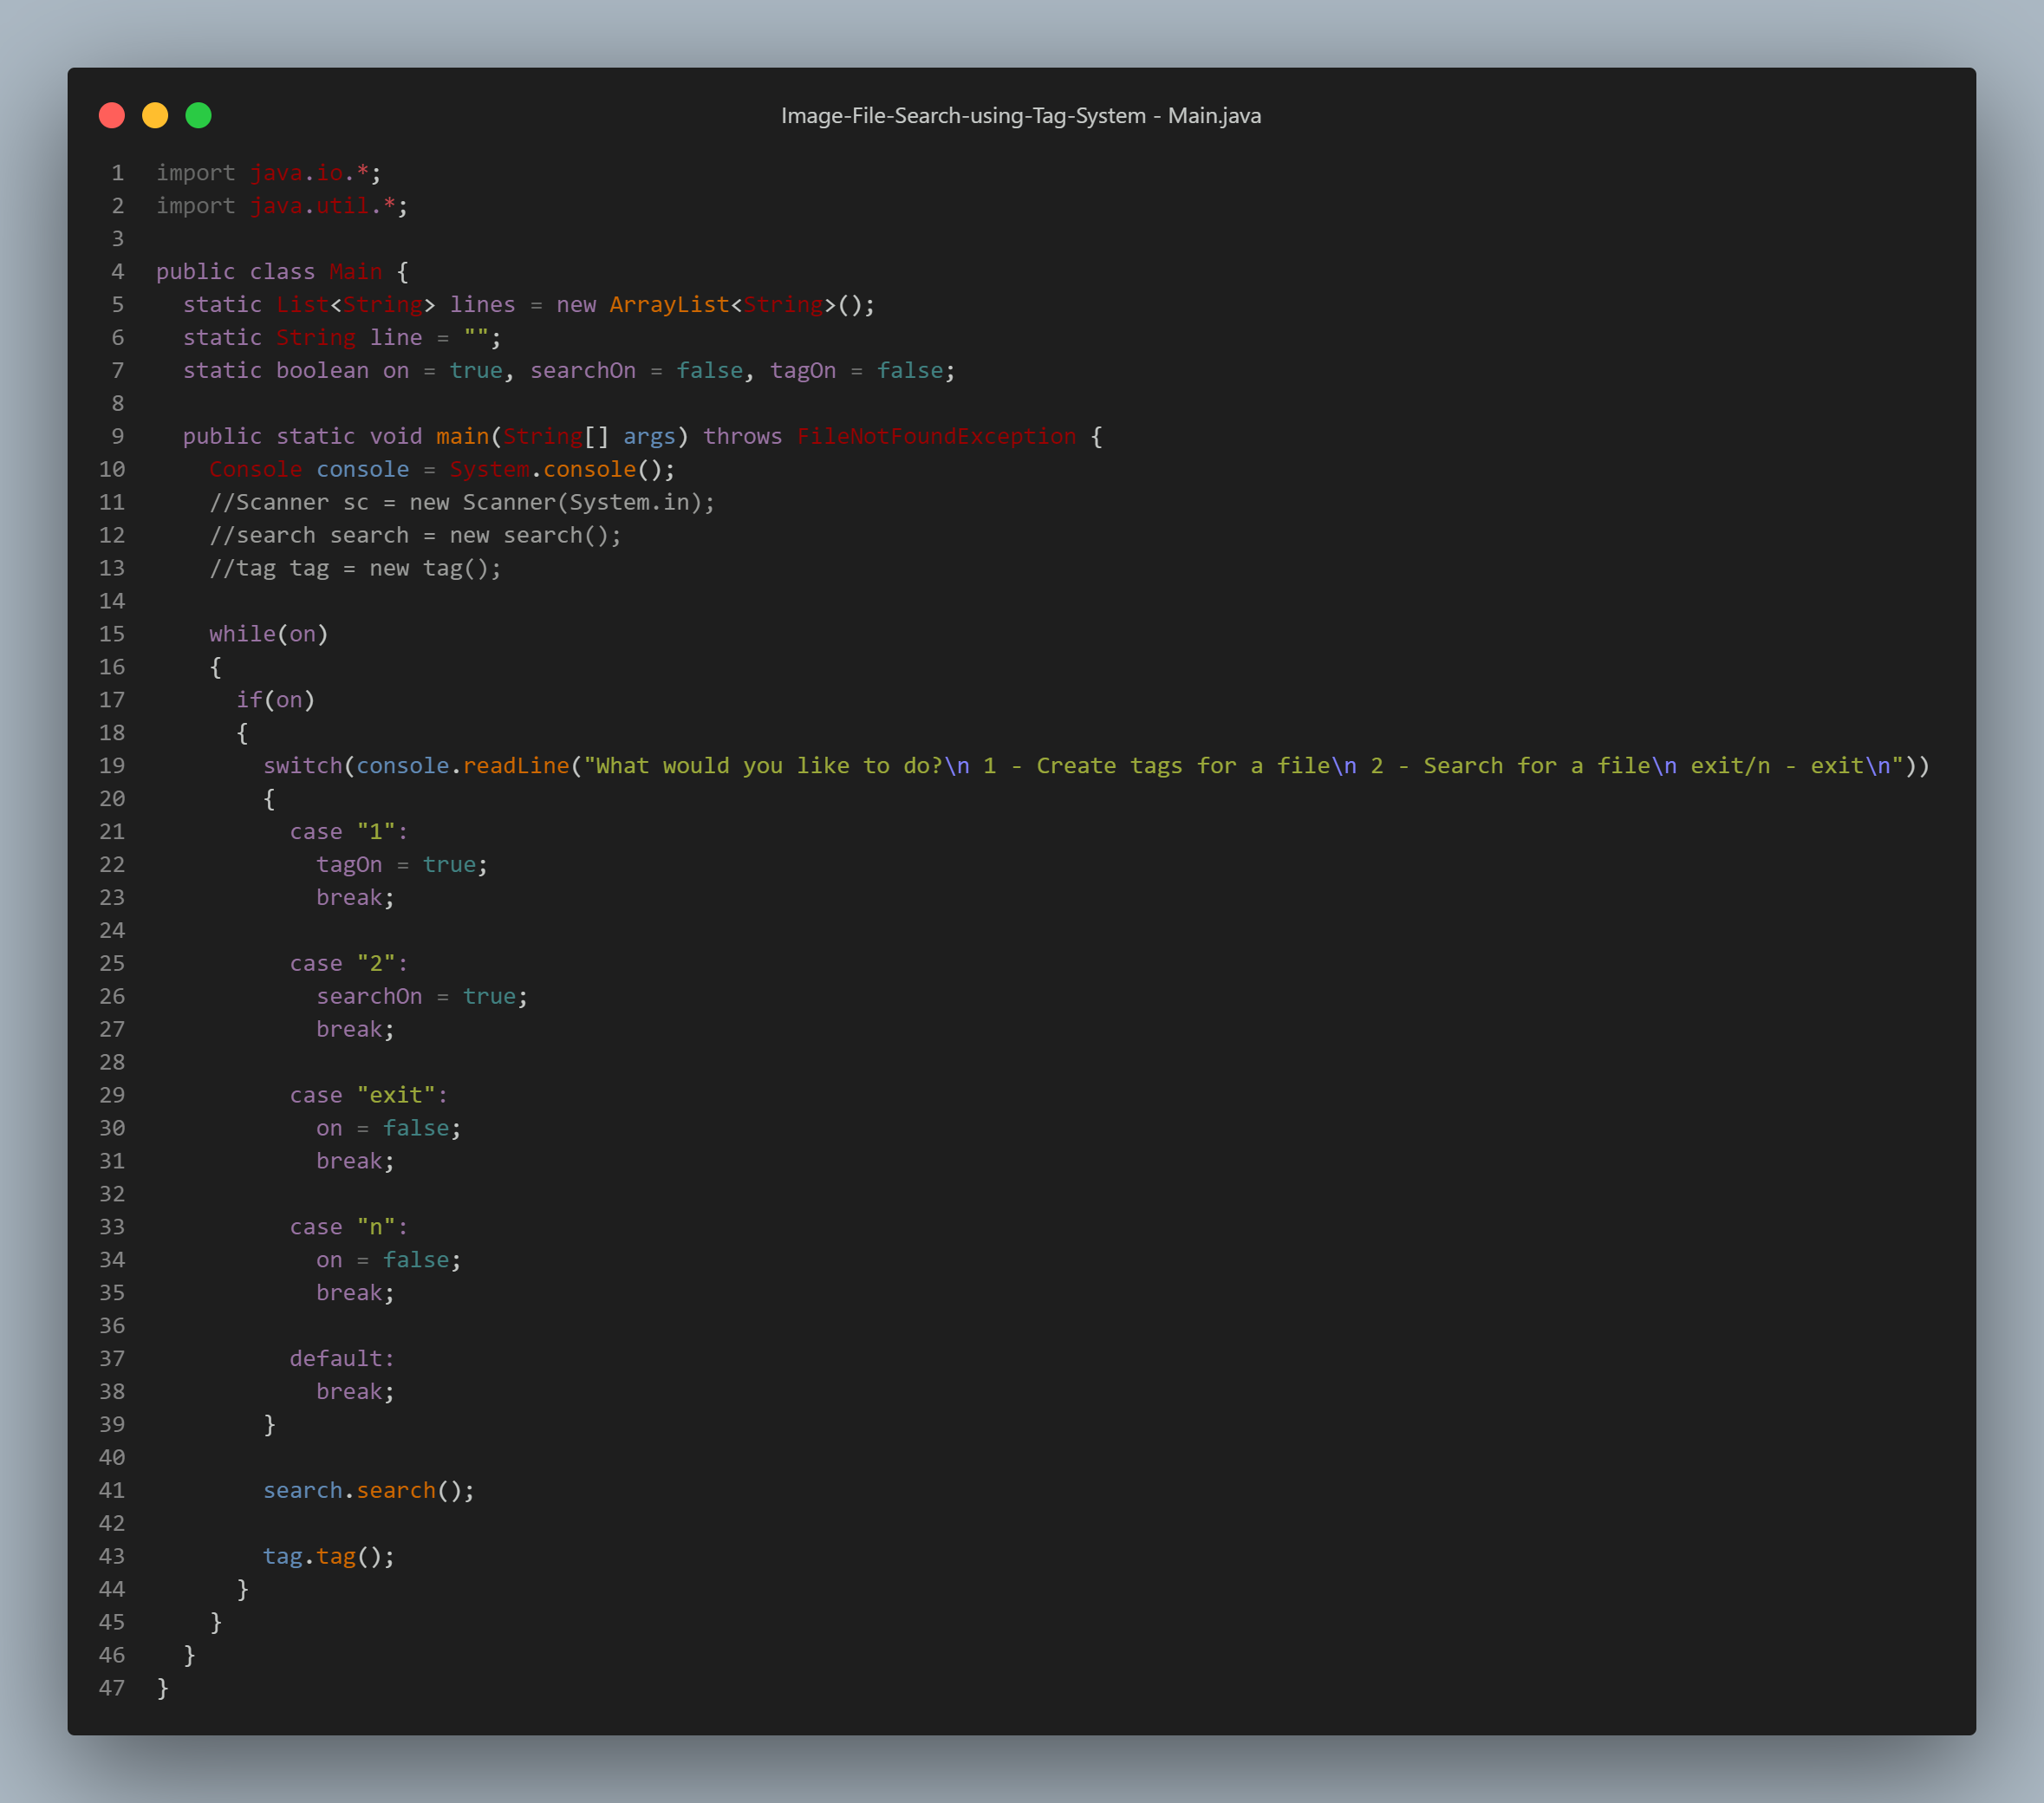 Image-File-Search-using-Tag-System - Main.java
1 import java.io.*;
2 import java.util.*;
3
4 public class Main {
5   static List<String> lines = new ArrayList<String>();
6   static String line = "";
7   static boolean on = true, searchOn = false, tagOn = false;
8
9   public static void main(String[] args) throws FileNotFoundException {
10     Console console = System.console();
11     //Scanner sc = new Scanner(System.in);
12     //search search = new search();
13     //tag tag = new tag();
14
15     while(on)
16     {
17       if(on)
18       {
19         switch(console.readLine("What would you like to do?\n 1 - Create tags for a file\n 2 - Search for a file\n exit/n - exit\n"))
20         {
21           case "1":
22             tagOn = true;
23             break;
24
25           case "2":
26             searchOn = true;
27             break;
28
29           case "exit":
30             on = false;
31             break;
32
33           case "n":
34             on = false;
35             break;
36
37           default:
38             break;
39         }
40
41         search.search();
42
43         tag.tag();
44       }
45     }
46   }
47 }